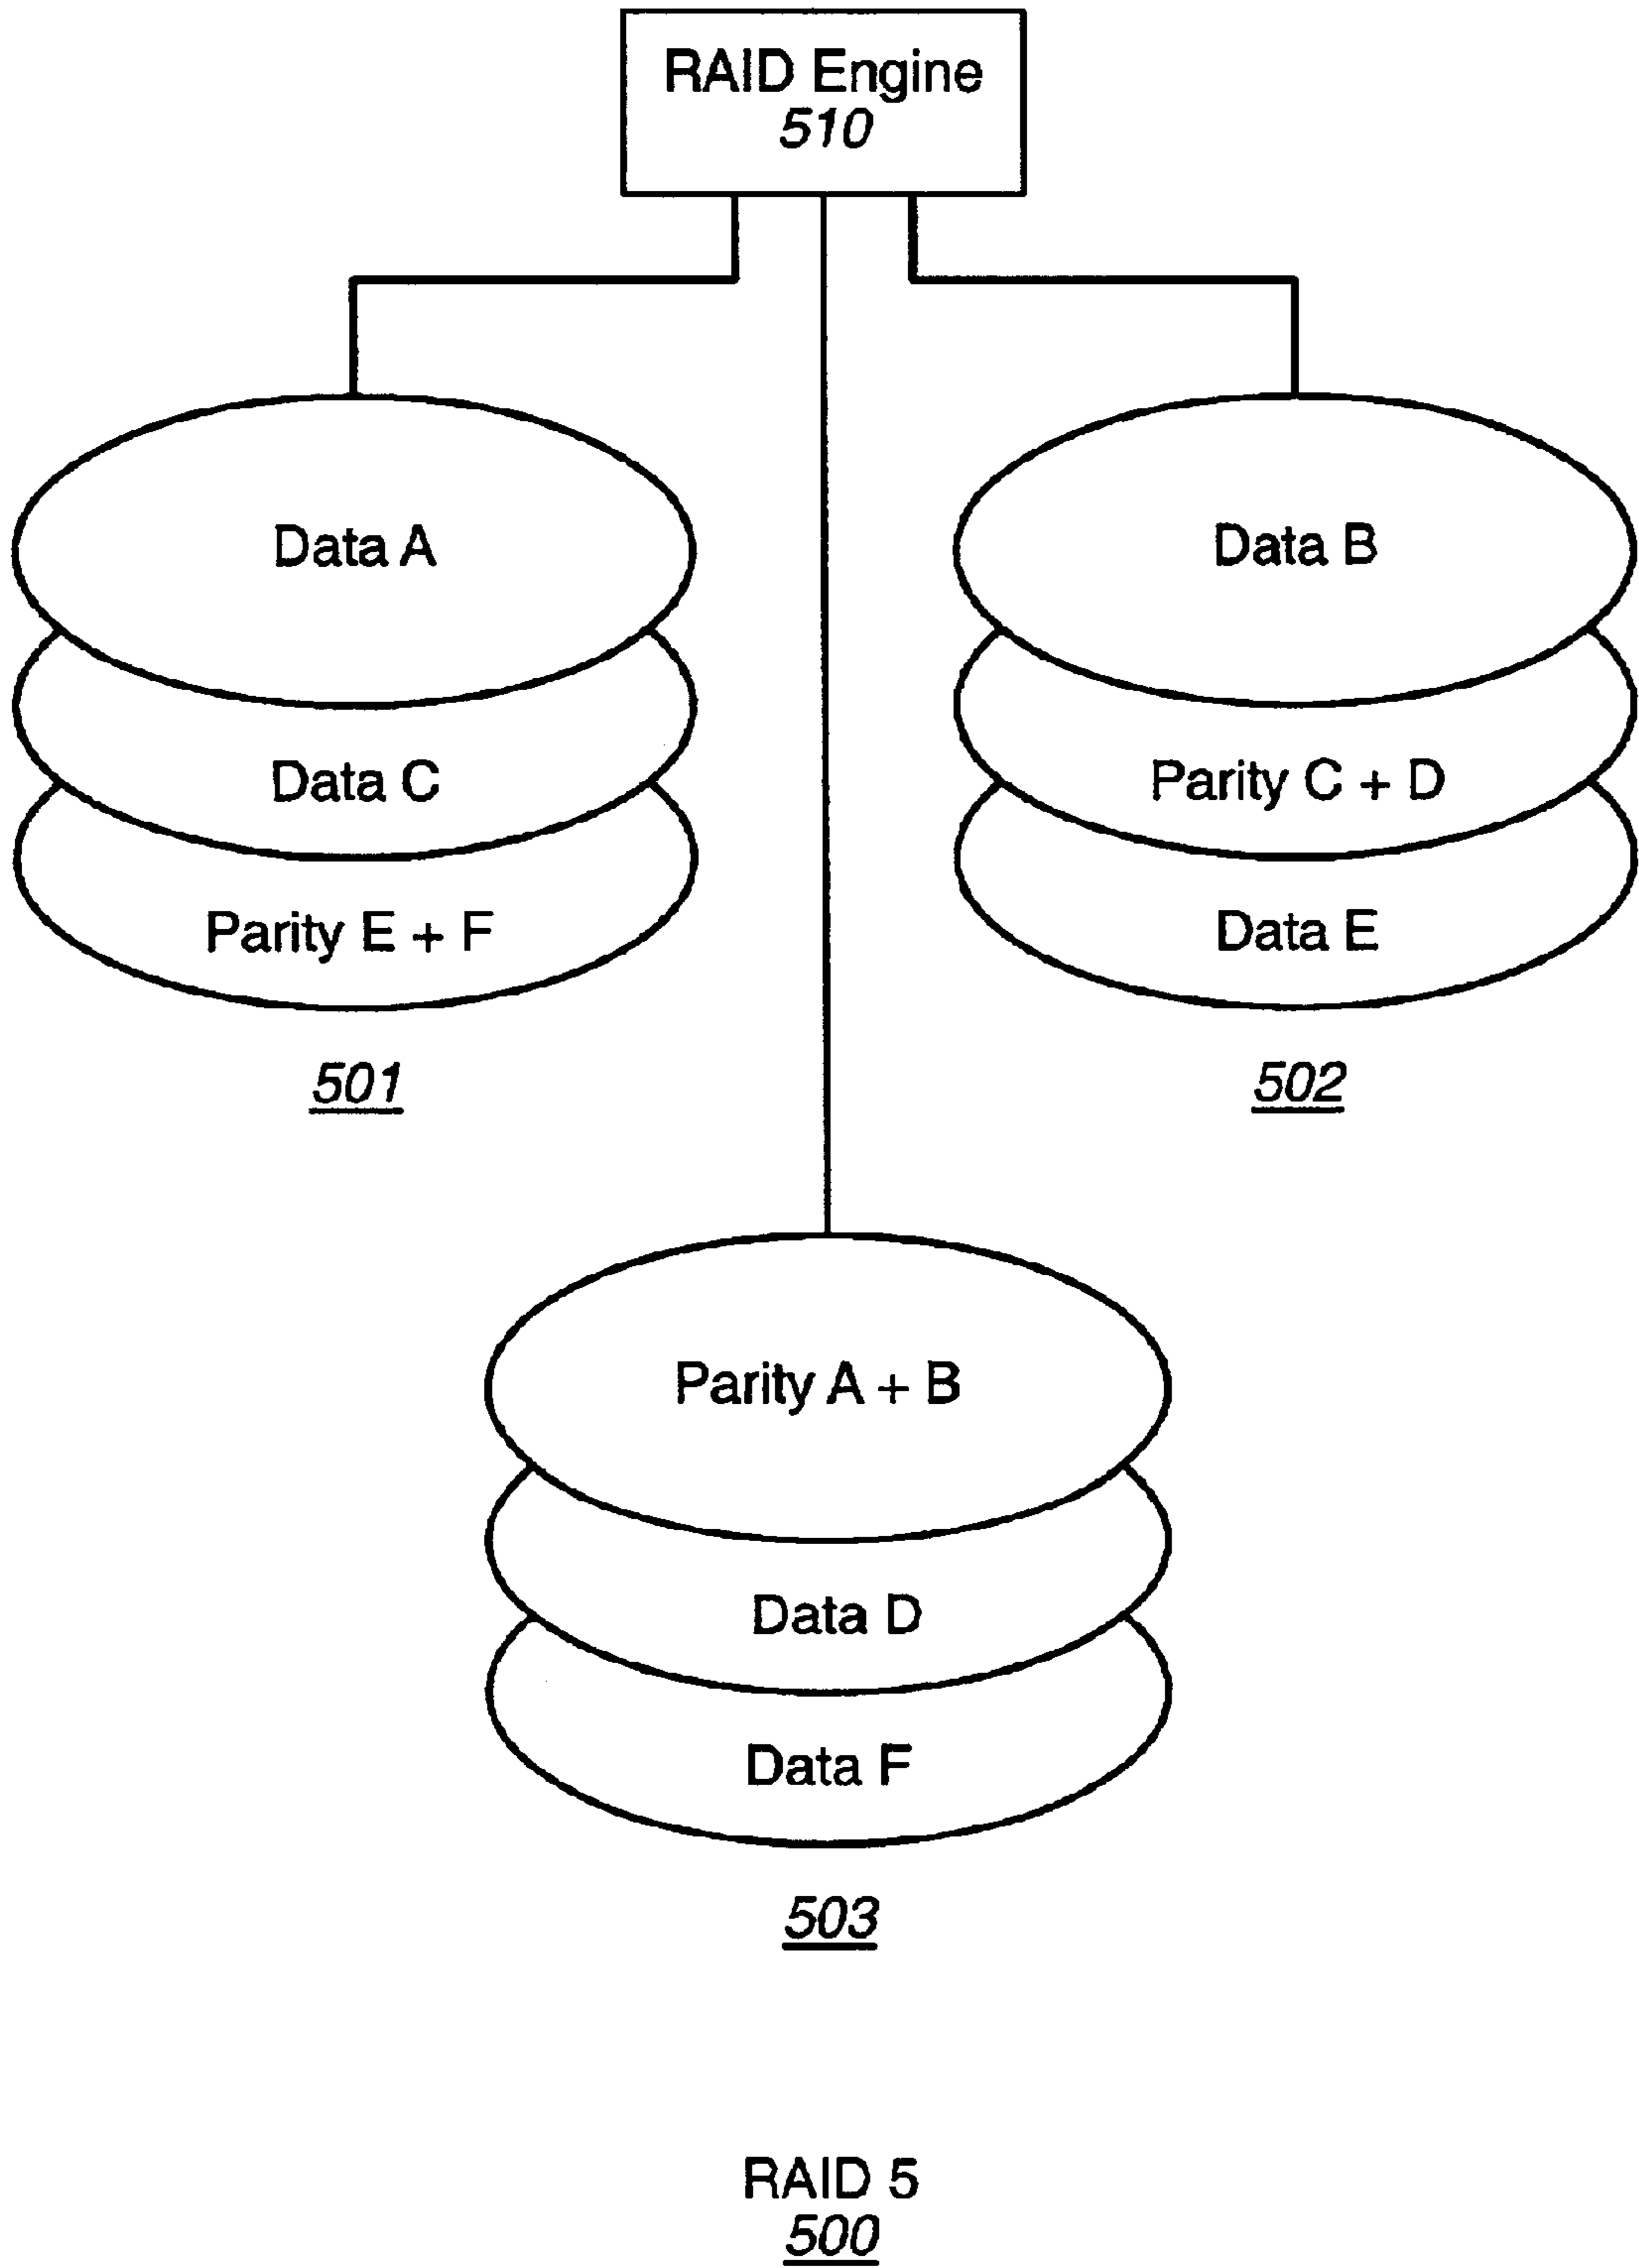 RAID Engine
510
Data A
Data C
Parity E + F
501
Data B
Parity C + D
Data E
502
Parity A + B
Data D
Data F
503
RAID 5
500